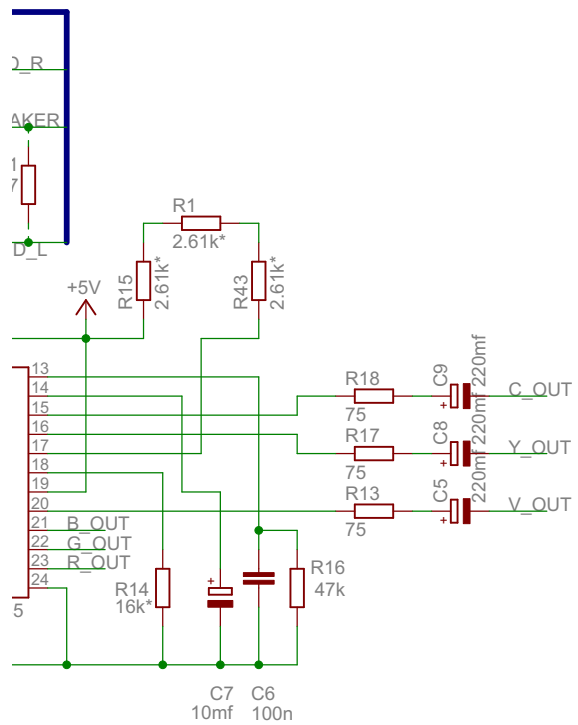 D_R
AKER
1
7
D_L
R1
2.61k*
R15
2.61k*
R43
2.61k*
+5V
13
14
15
16
17
18
19
20
21
22
23
24
5
B_OUT
G_OUT
R_OUT
R18
75
C9
220mf
+
C_OUT
R17
75
C8
220mf
+
Y_OUT
R13
75
C5
220mf
+
V_OUT
R14
16k*
+
R16
47k
C7
10mf
C6
100n